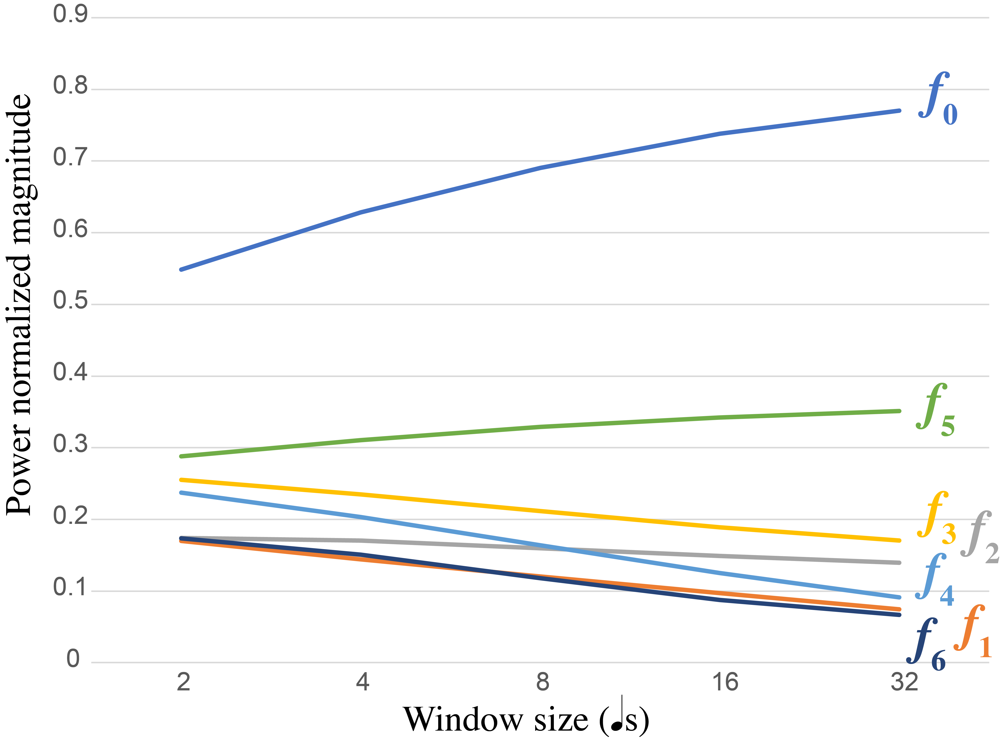 0.9
0.8
0.7
0.6
0.5
0.4
0.3
0.2
0.1
0
Power normalized magnitude
f0
f5
f3
f2
f4
f1
f6
2 4 8 16 32
Window size (♩s)